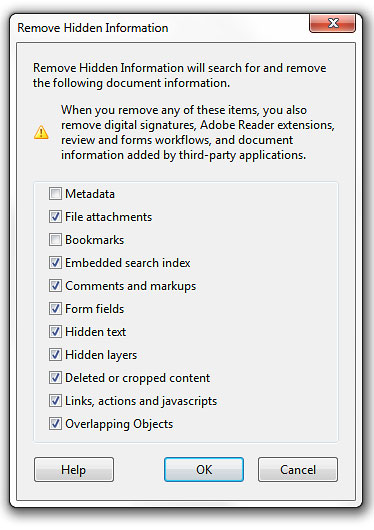 Remove Hidden Information
Remove Hidden Information will search for and remove
the following document information.
When you remove any of these items, you also
remove digital signatures, Adobe Reader extensions,
review and forms workflows, and document
information added by third-party applications.
Metadata
File attachments
Bookmarks
Embedded search index
Comments and markups
Form fields
Hidden text
Hidden layers
Deleted or cropped content
Links, actions and javascripts
Overlapping Objects
Help
OK
Cancel